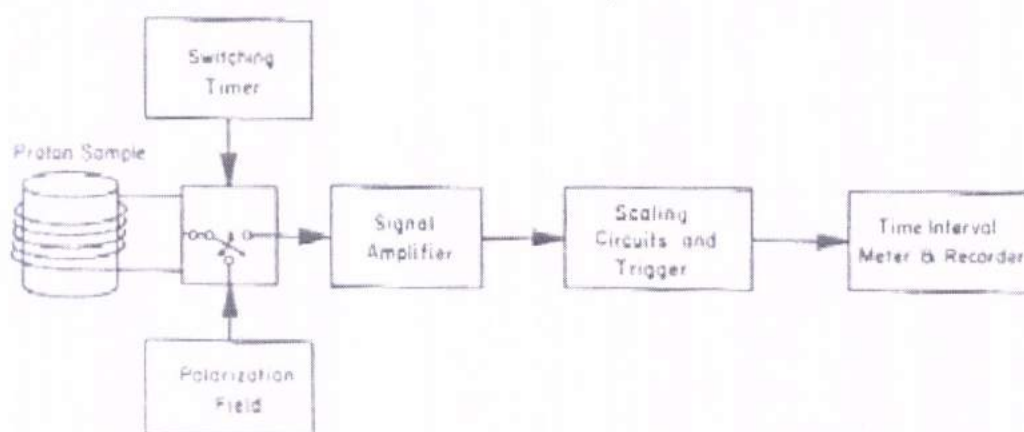 Switching
Timer
Proton Sample
Signal
Amplifier
Scaling
Circuits and
Trigger
Time Interval
Meter & Recorder
Polarization
Field